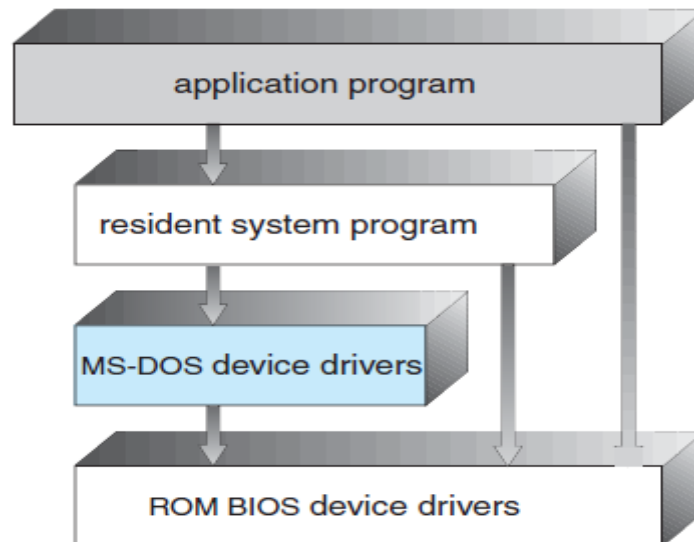 application program
resident system program
MS-DOS device drivers
ROM BIOS device drivers